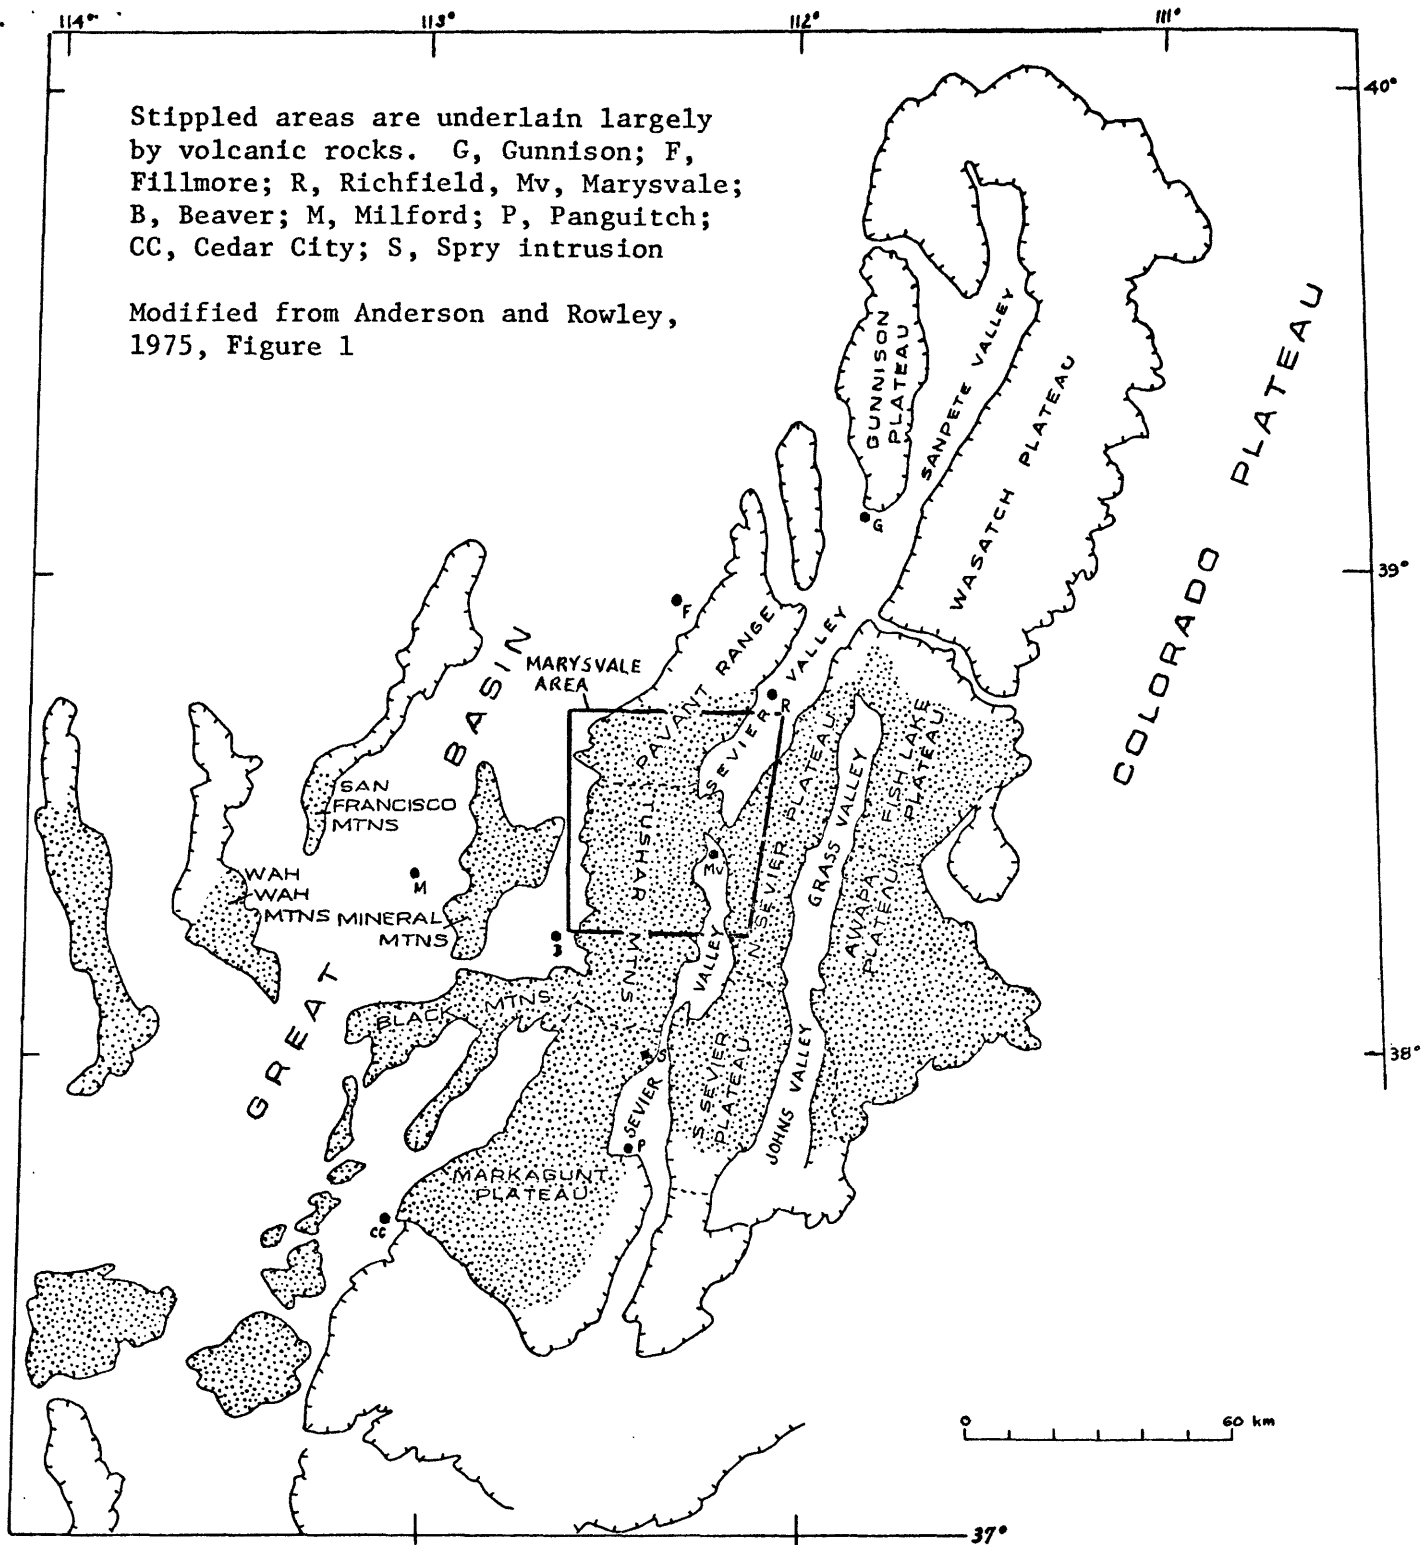 114°
113°
112°
111°
40°
Stippled areas are underlain largely
by volcanic rocks. G, Gunnison; F,
Fillmore; R, Richfield, Mv, Marysvale;
B, Beaver; M, Milford; P, Panguitch;
CC, Cedar City; S, Spry intrusion
Modified from Anderson and Rowley,
1975, Figure 1
GUNNISON
PLATEAU
SANPETE VALLEY
WASATCH PLATEAU
COLORADO PLATEAU
G
39°
F
PAVANT RANGE
SEVIER VALLEY
R
MARYSVALE
AREA
GREAT BASIN
SAN
FRANCISCO
MTNS
WAH
WAH
MTNS
M
MINERAL
MTNS
B
TUSHAR MTNS
Mv
N SEVIER PLATEAU
GRASS VALLEY
FISH LAKE
PLATEAU
AWAPA
PLATEAU
SEVIER VALLEY
BLACK MTNS
S
S SEVIER
PLATEAU
JOHNS VALLEY
38°
P
MARKAGUNT
PLATEAU
CC
0 60 km
37°